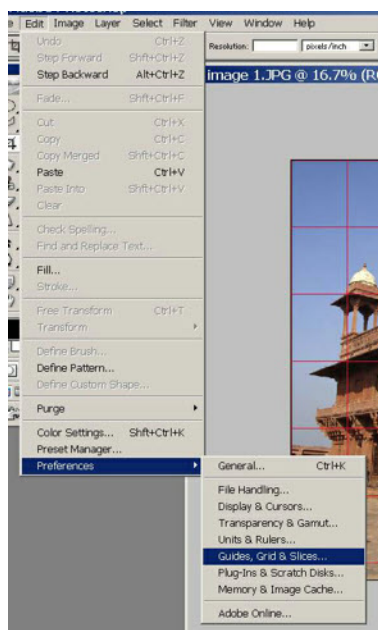 Edit Image Layer Select Filter View Window Help
Undo Ctrl+Z
Step Forward Shft+Ctrl+Z
Step Backward Alt+Ctrl+Z
Fade... Shft+Ctrl+F
Cut Ctrl+X
Copy Ctrl+C
Copy Merged Shft+Ctrl+C
Paste Ctrl+V
Paste Into Shft+Ctrl+V
Clear
Check Spelling...
Find and Replace Text...
Fill...
Stroke...
Free Transform Ctrl+T
Transform
Define Brush...
Define Pattern...
Define Custom Shape...
Purge
Color Settings... Shft+Ctrl+K
Preset Manager...
Preferences
Resolution: pixels/inch
image 1.JPG @ 16.7% (R
General... Ctrl+K
File Handling...
Display & Cursors...
Transparency & Gamut...
Units & Rulers...
Guides, Grid & Slices...
Plug-Ins & Scratch Disks...
Memory & Image Cache...
Adobe Online...